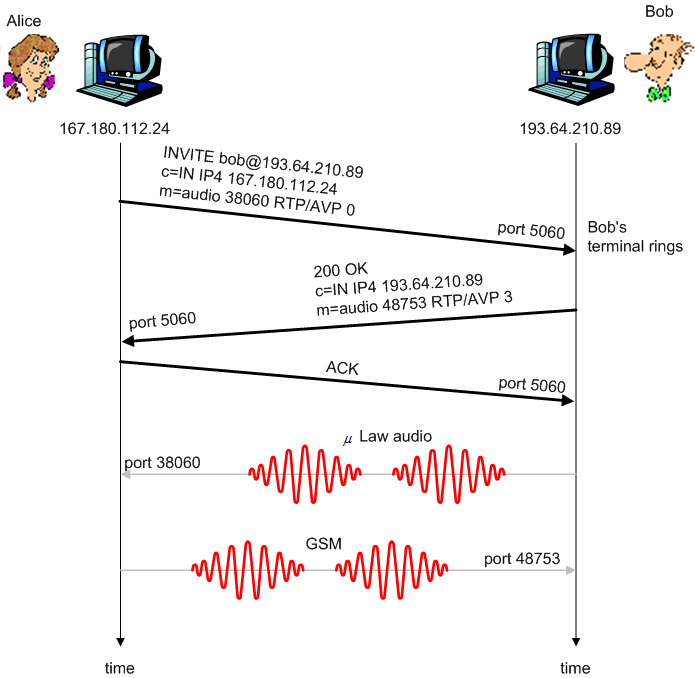 Alice
Bob
167.180.112.24
193.64.210.89
INVITE bob@193.64.210.89
c=IN IP4 167.180.112.24
m=audio 38060 RTP/AVP 0
port 5060
Bob's
terminal rings
200 OK
c=IN IP4 193.64.210.89
m=audio 48753 RTP/AVP 3
port 5060
ACK
port 5060
μ Law audio
port 38060
GSM
port 48753
time
time